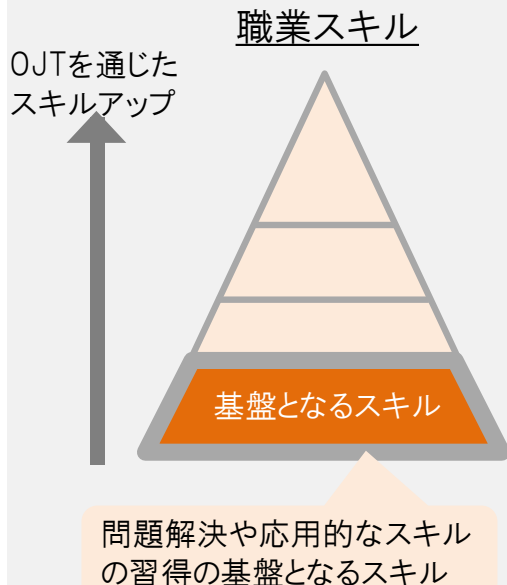 職業スキル
OJTを通じた
スキルアップ
基盤となるスキル
問題解決や応用的なスキル
の習得の基盤となるスキル